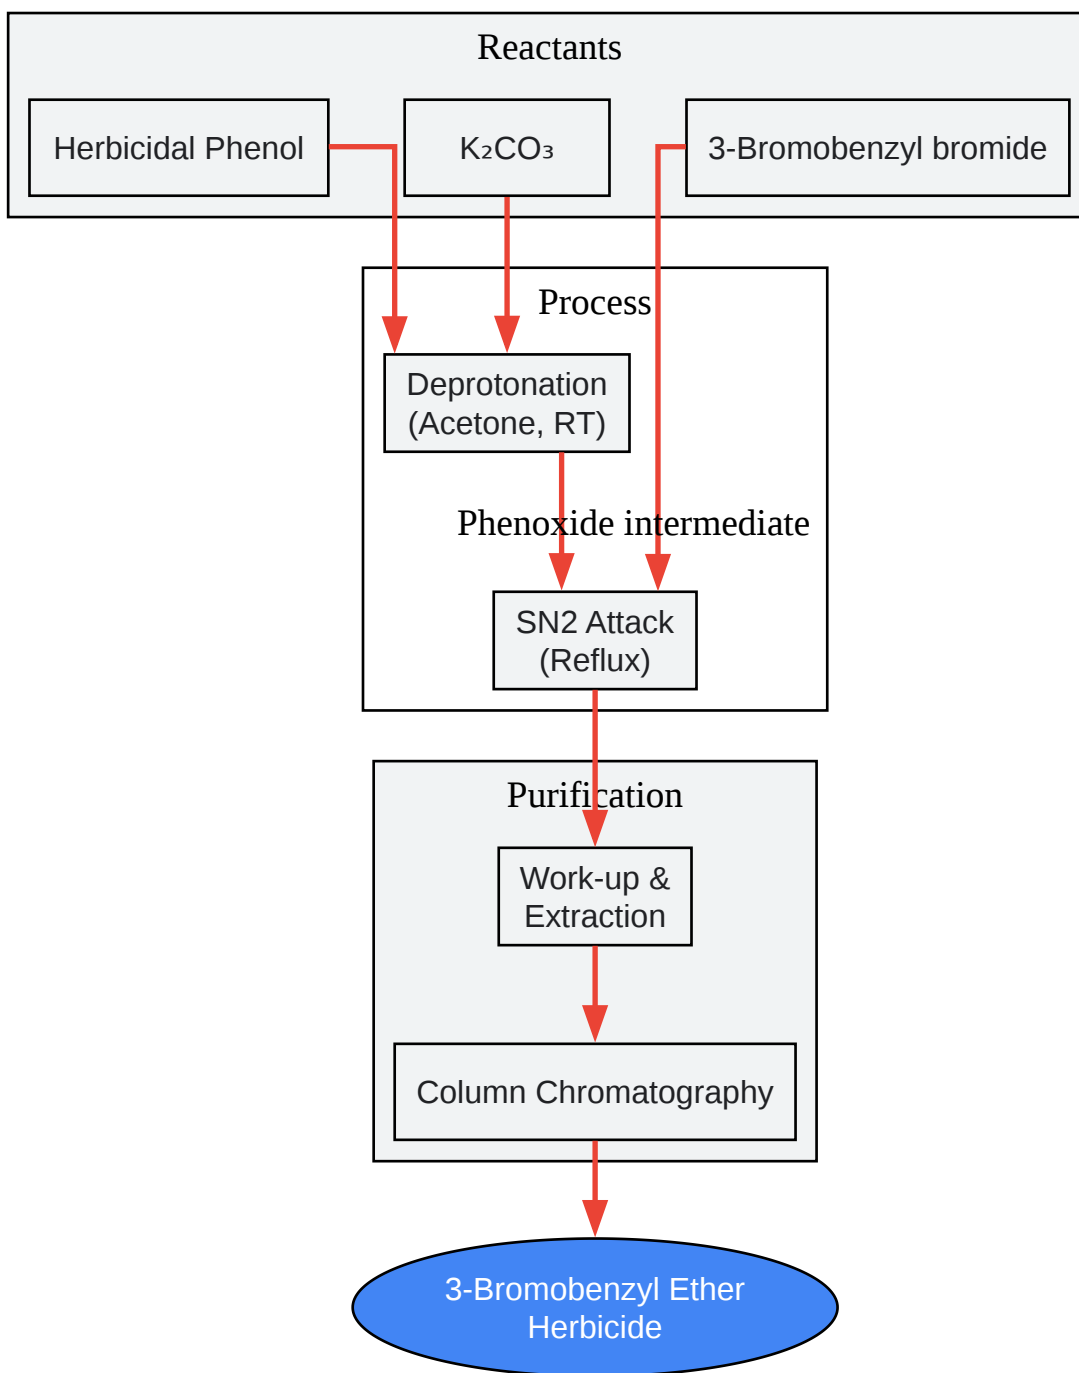 Reactants
Herbicidal Phenol
K₂CO₃
3-Bromobenzyl bromide
Process
Deprotonation
(Acetone, RT)
Phenoxide intermediate
SN2 Attack
(Reflux)
Purification
Work-up &
Extraction
Column Chromatography
3-Bromobenzyl Ether
Herbicide